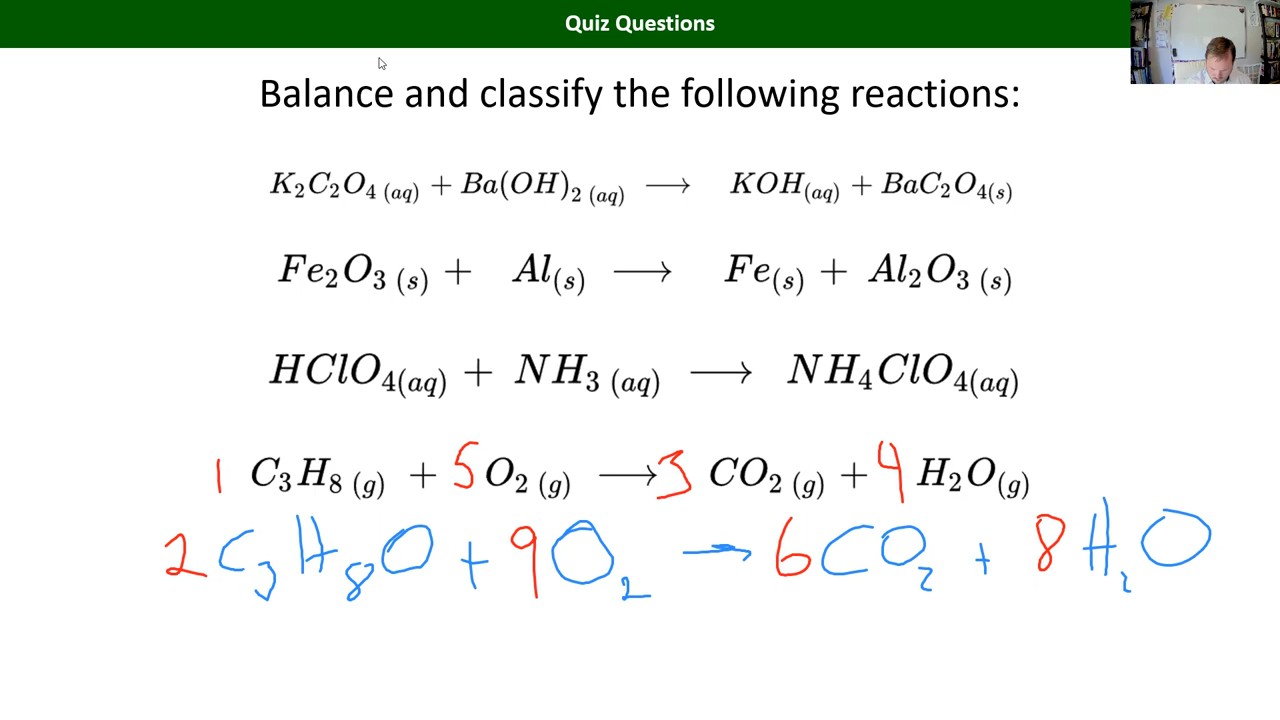 Quiz Questions
Balance and classify the following reactions:
K₂C₂O₄ (aq) + Ba(OH)₂ (aq) ⟶ KOH(aq) + BaC₂O₄(s)
Fe₂O₃ (s) + Al(s) ⟶ Fe(s) + Al₂O₃ (s)
HClO₄(aq) + NH₃ (aq) ⟶ NH₄ClO₄(aq)
1 C₃H₈ (g) + 5 O₂ (g) ⟶ 3 CO₂ (g) + 4 H₂O(g)
2 C₃H₈O + 9 O₂ → 6 CO₂ + 8 H₂O